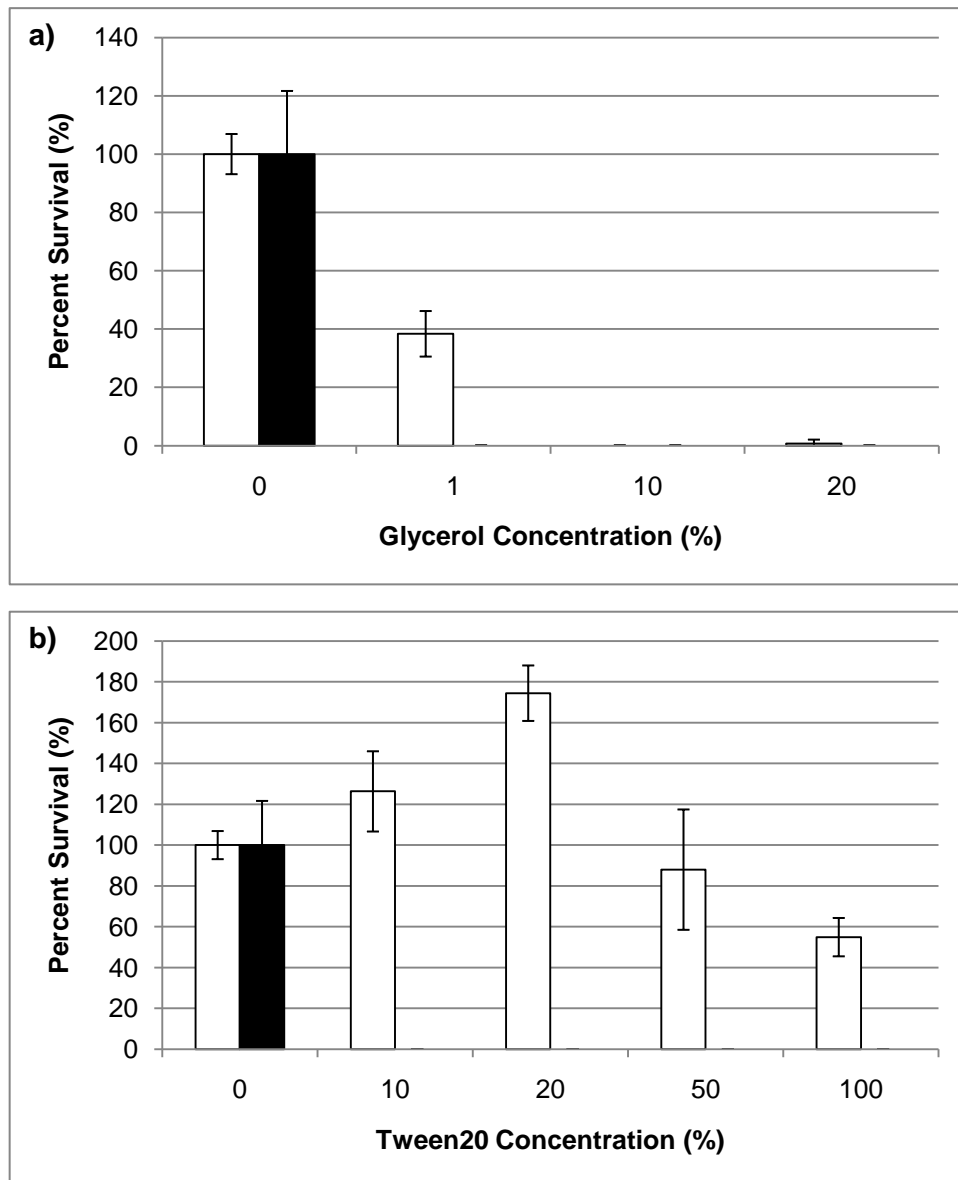 a)
140
120
100
80
60
40
20
0
Percent Survival (%)
0 1 10 20
Glycerol Concentration (%)
b)
200
180
160
140
120
100
80
60
40
20
0
Percent Survival (%)
0 10 20 50 100
Tween20 Concentration (%)